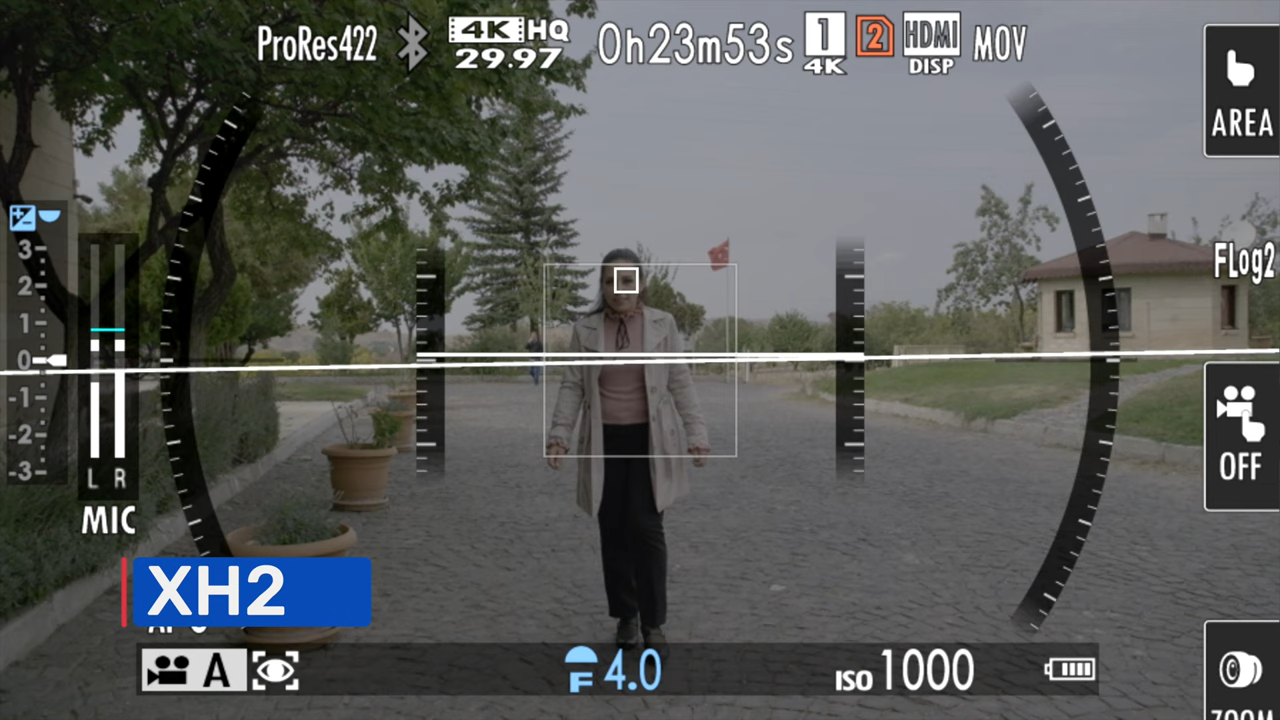 ProRes422 4K HQ 29.97 0h23m53s 1 4K 2 HDMI DISP MOV
AREA
3
2
1
0
-1
-2
-3
L R
MIC
FLog2
OFF
XH2
A F 4.0 ISO 1000
ZOOM